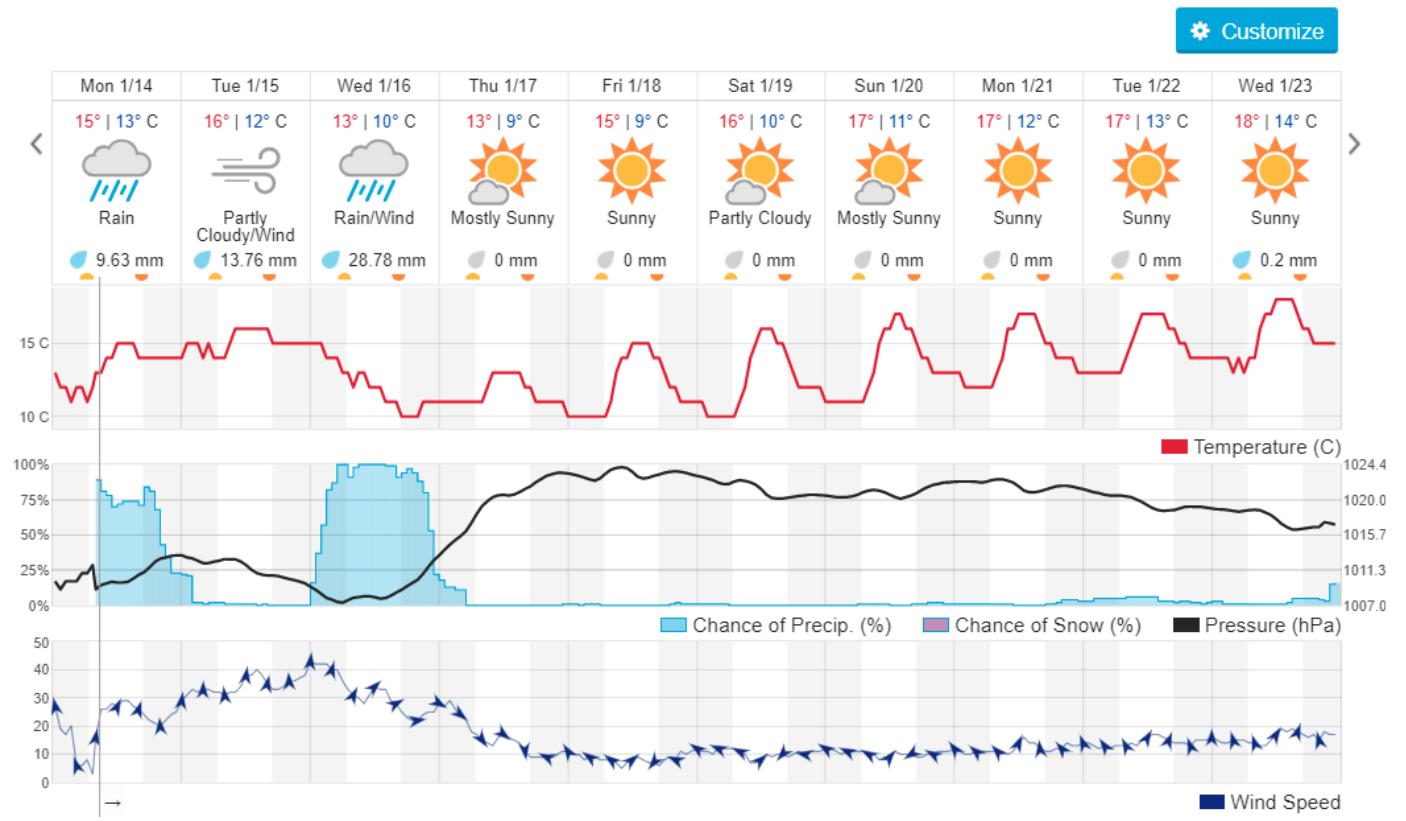 Customize
Mon 1/14 Tue 1/15 Wed 1/16 Thu 1/17 Fri 1/18 Sat 1/19 Sun 1/20 Mon 1/21 Tue 1/22 Wed 1/23
15° | 13° C 16° | 12° C 13° | 10° C 13° | 9° C 15° | 9° C 16° | 10° C 17° | 11° C 17° | 12° C 17° | 13° C 18° | 14° C
Rain Partly Rain/Wind Mostly Sunny Sunny Partly Cloudy Mostly Sunny Sunny Sunny Sunny
Cloudy/Wind
9.63 mm 13.76 mm 28.78 mm 0 mm 0 mm 0 mm 0 mm 0 mm 0 mm 0.2 mm
15 C
10 C
Temperature (C)
100% 1024.4
75% 1020.0
50% 1015.7
25% 1011.3
0% 1007.0
Chance of Precip. (%) Chance of Snow (%) Pressure (hPa)
50
40
30
20
10
0
→
Wind Speed